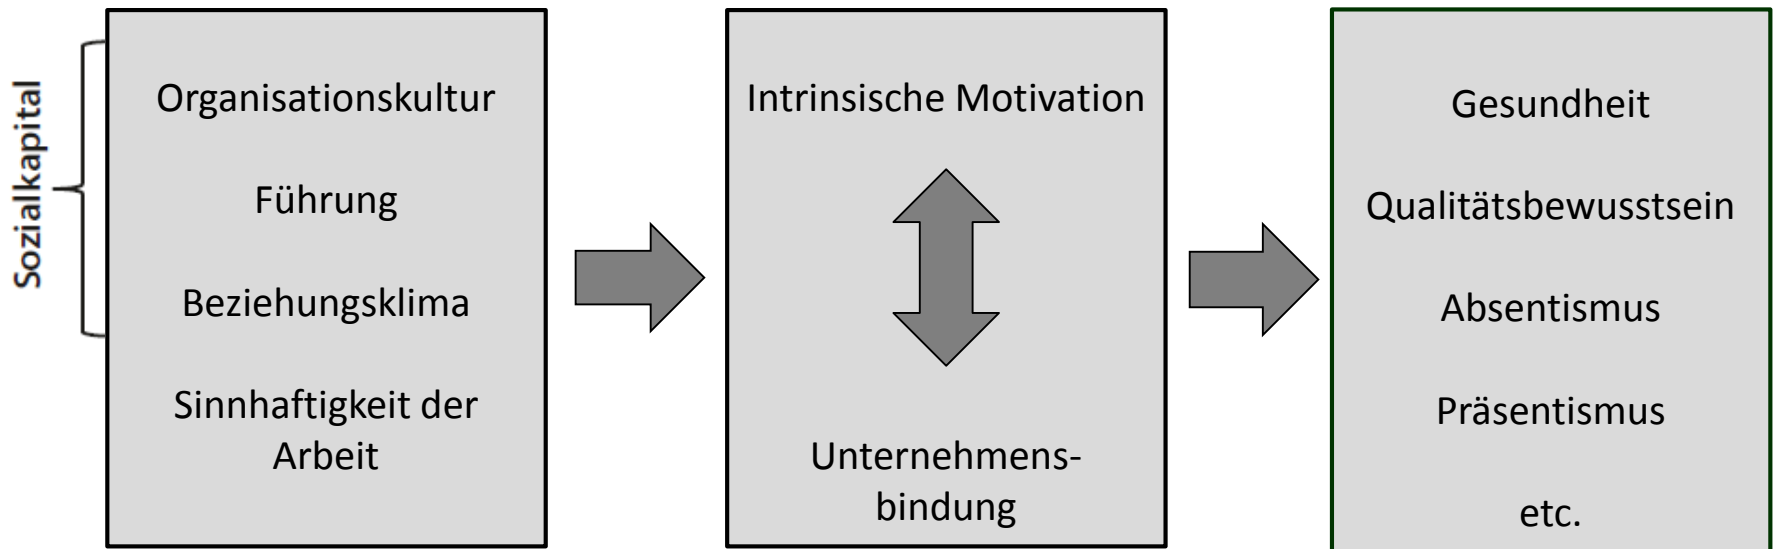 Sozialkapital
Organisationskultur
Führung
Beziehungsklima
Sinnhaftigkeit der
Arbeit
Intrinsische Motivation
Unternehmens-
bindung
Gesundheit
Qualitätsbewusstsein
Absentismus
Präsentismus
etc.